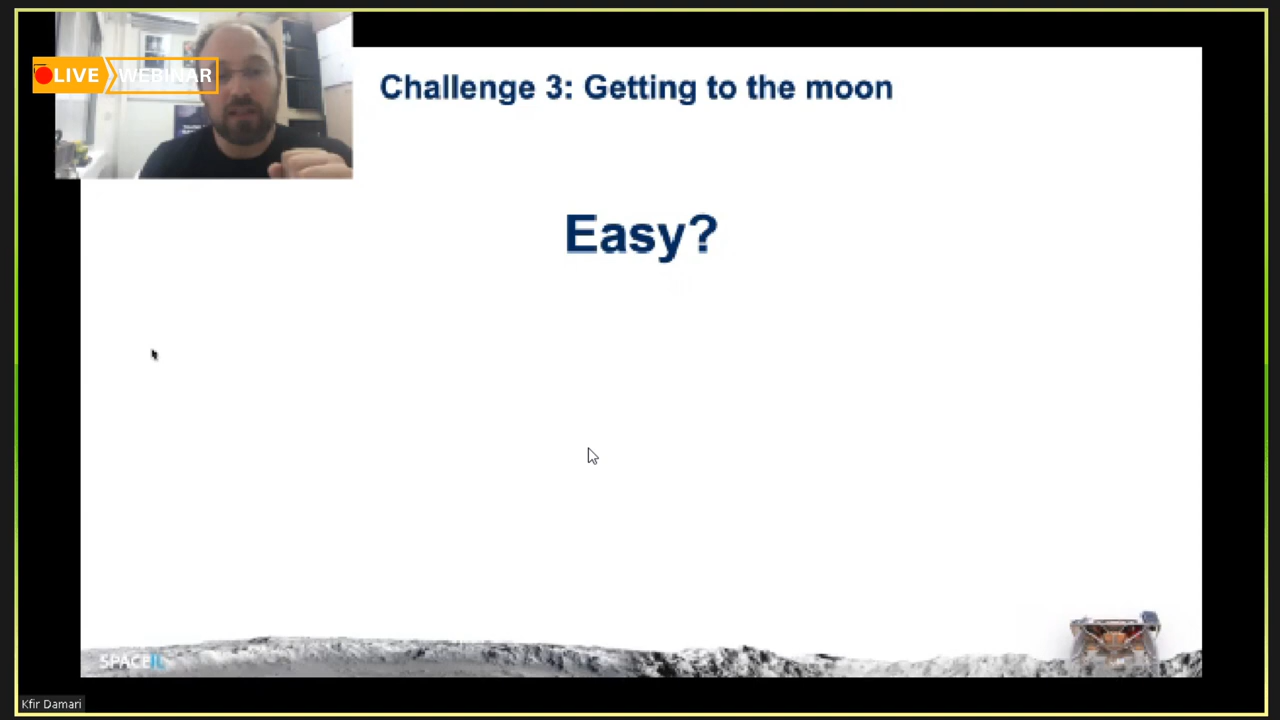 LIVE WEBINAR
Challenge 3: Getting to the moon
Easy?
SPACEIL
Kfir Damari